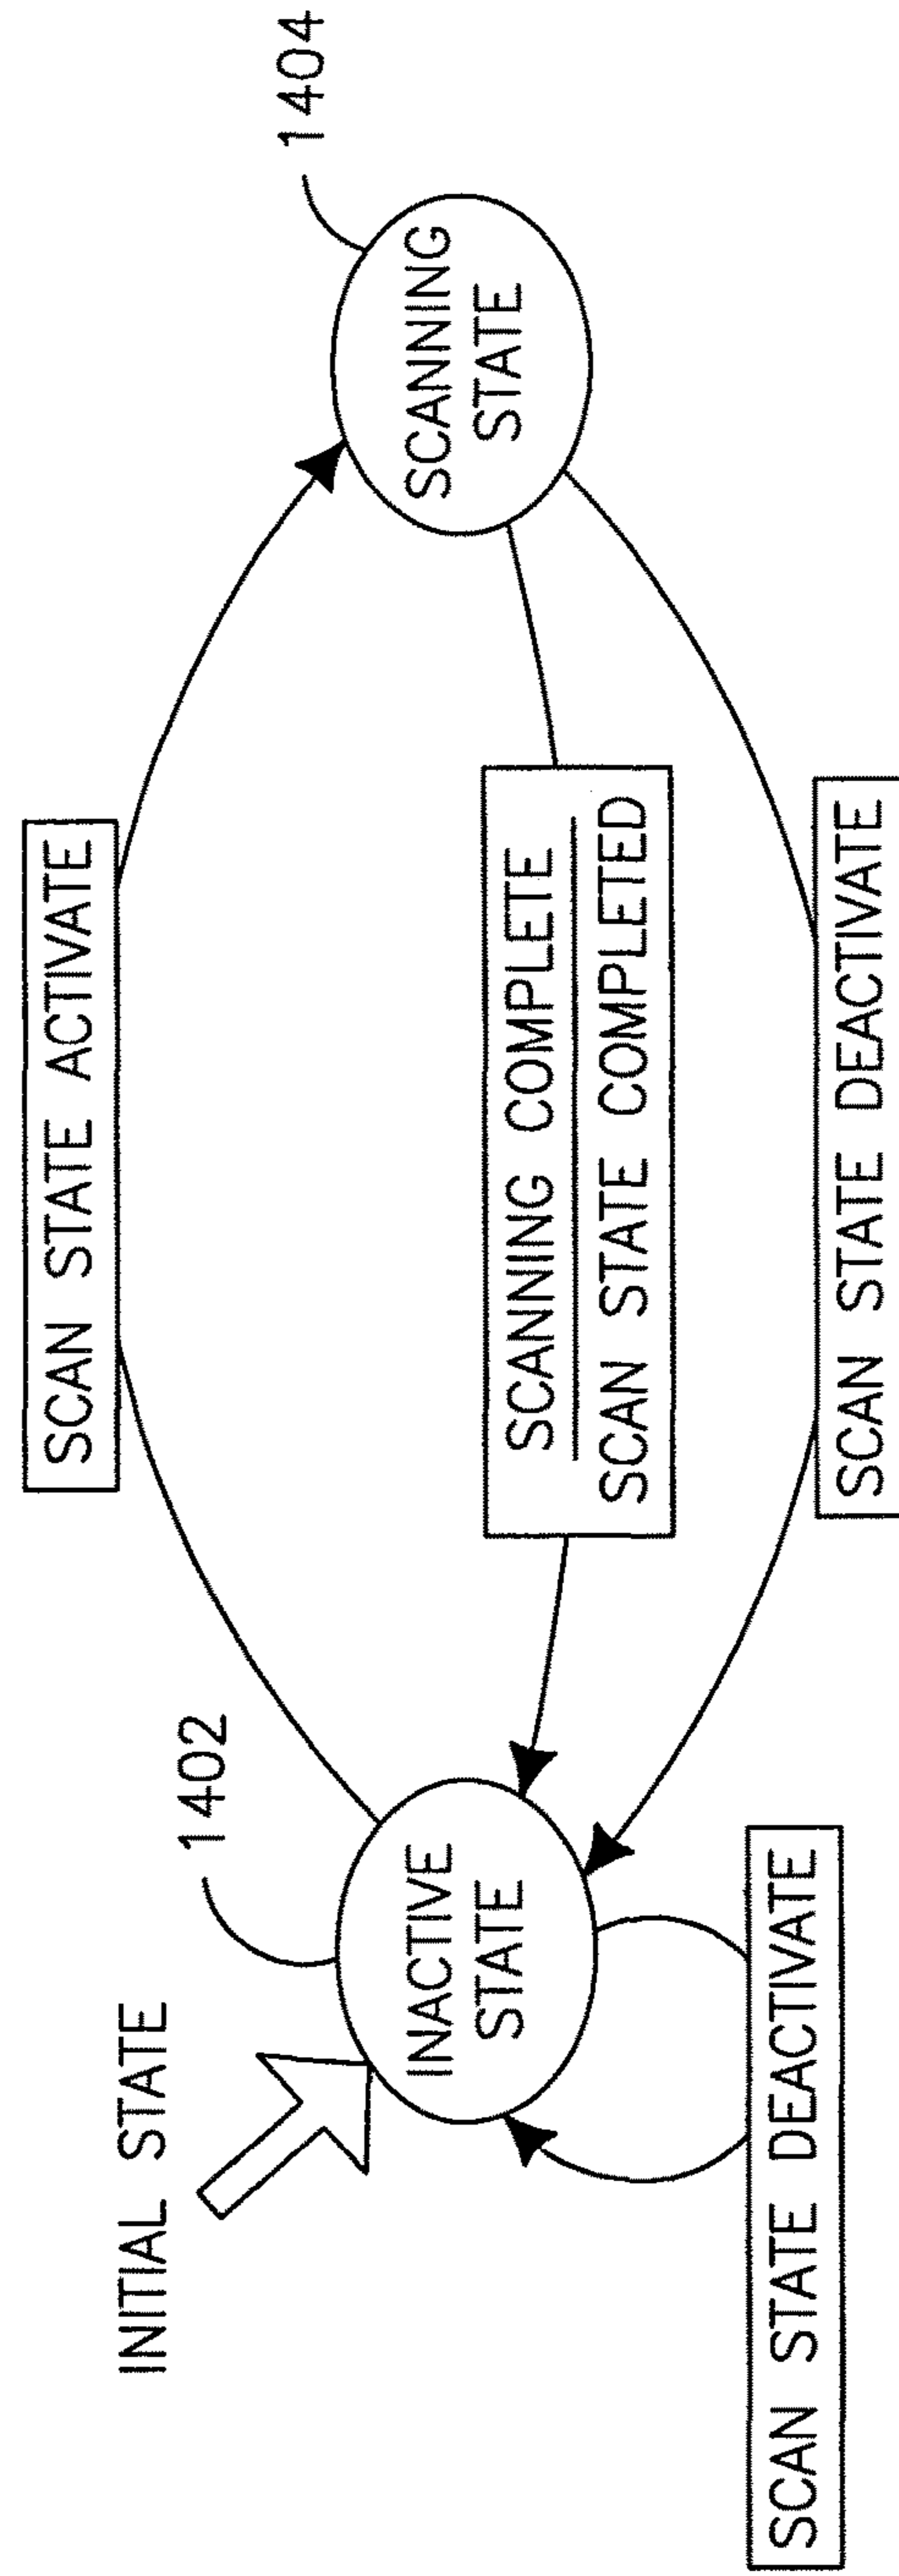 SCAN STATE ACTIVATE
1404
SCANNING
STATE
1402
INITIAL STATE
INACTIVE
STATE
SCANNING COMPLETE
SCAN STATE COMPLETED
SCAN STATE DEACTIVATE
SCAN STATE DEACTIVATE